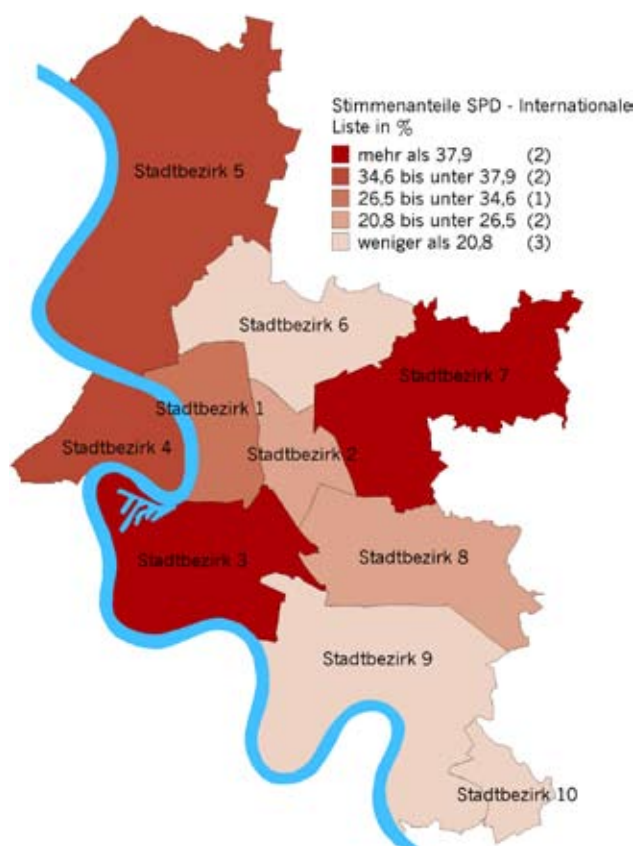 Stimmenanteile SPD - Internationale
Liste in %
mehr als 37,9 (2)
34,6 bis unter 37,9 (2)
26,5 bis unter 34,6 (1)
20,8 bis unter 26,5 (2)
weniger als 20,8 (3)
Stadtbezirk 5
Stadtbezirk 6
Stadtbezirk 7
Stadtbezirk 1
Stadtbezirk 4
Stadtbezirk 2
Stadtbezirk 3
Stadtbezirk 8
Stadtbezirk 9
Stadtbezirk 10